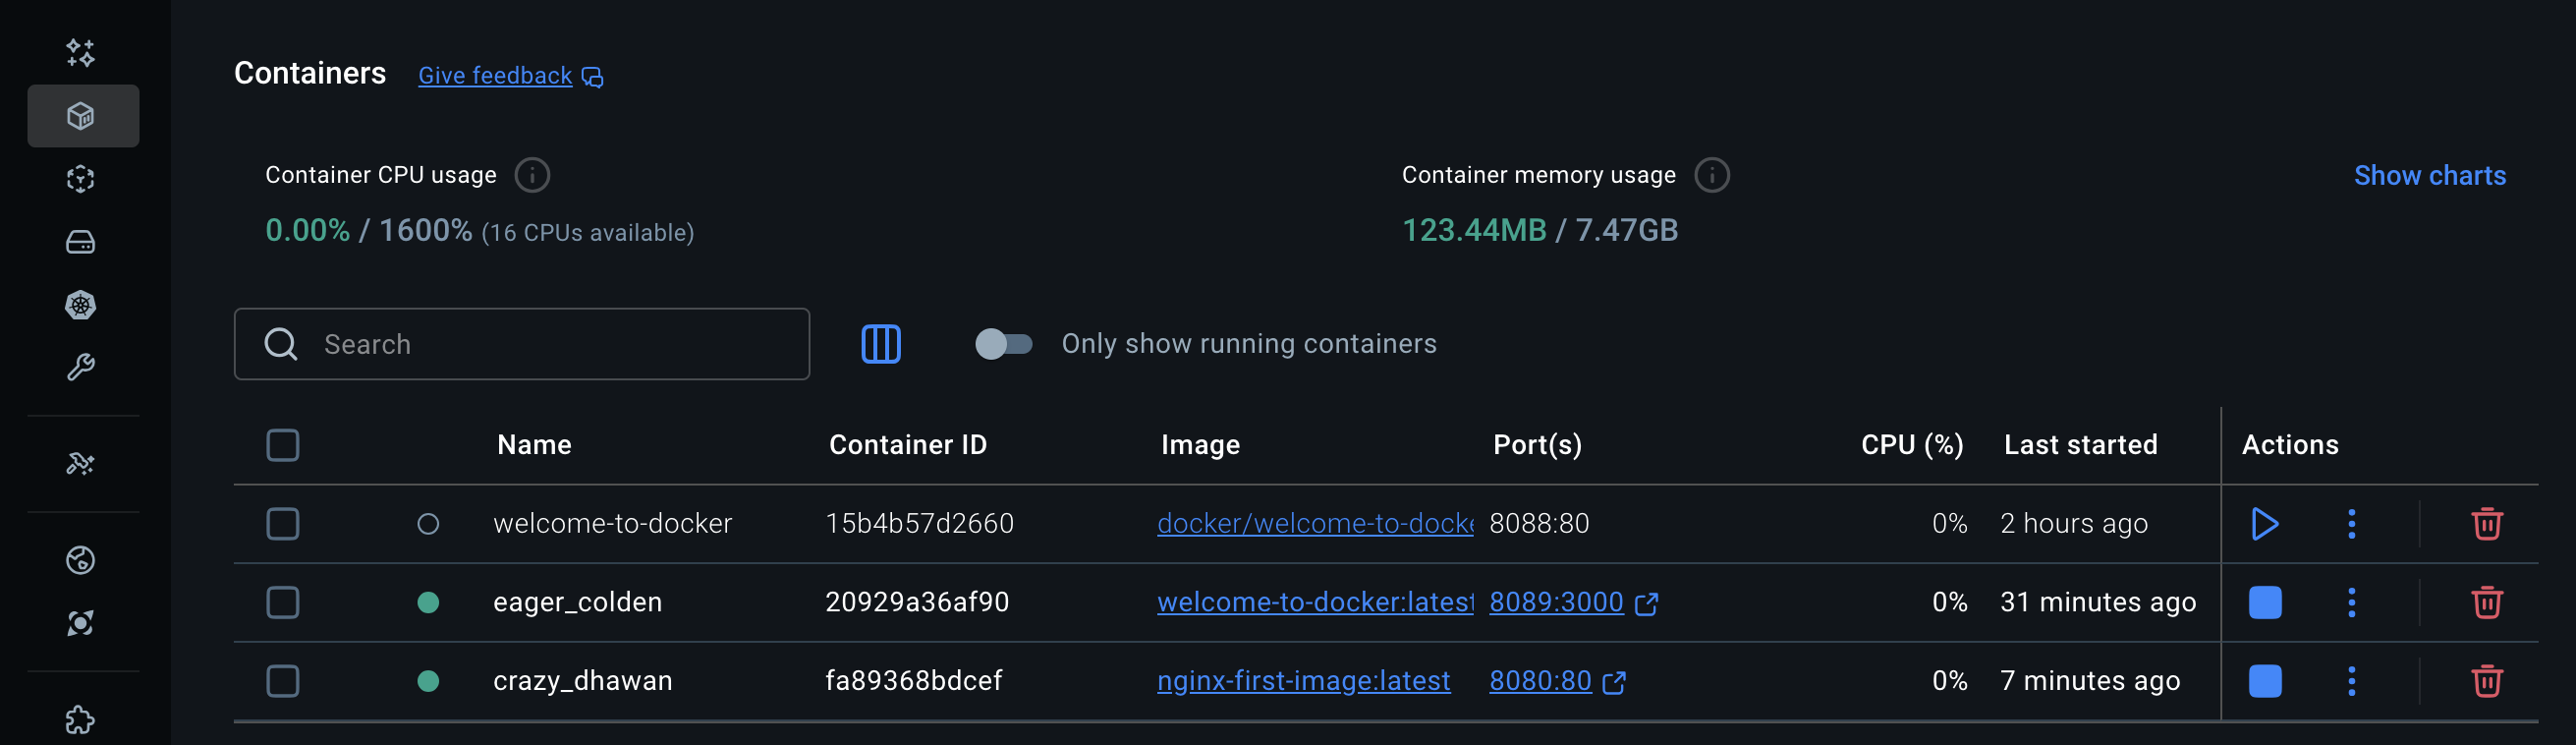 Containers Give feedback
Container CPU usage
0.00% / 1600% (16 CPUs available)
Container memory usage
123.44MB / 7.47GB
Show charts
Search
Only show running containers
Name Container ID Image Port(s) CPU (%) Last started Actions
welcome-to-docker 15b4b57d2660 docker/welcome-to-docke 8088:80 0% 2 hours ago
eager_colden 20929a36af90 welcome-to-docker:latest 8089:3000 0% 31 minutes ago
crazy_dhawan fa89368bdcef nginx-first-image:latest 8080:80 0% 7 minutes ago